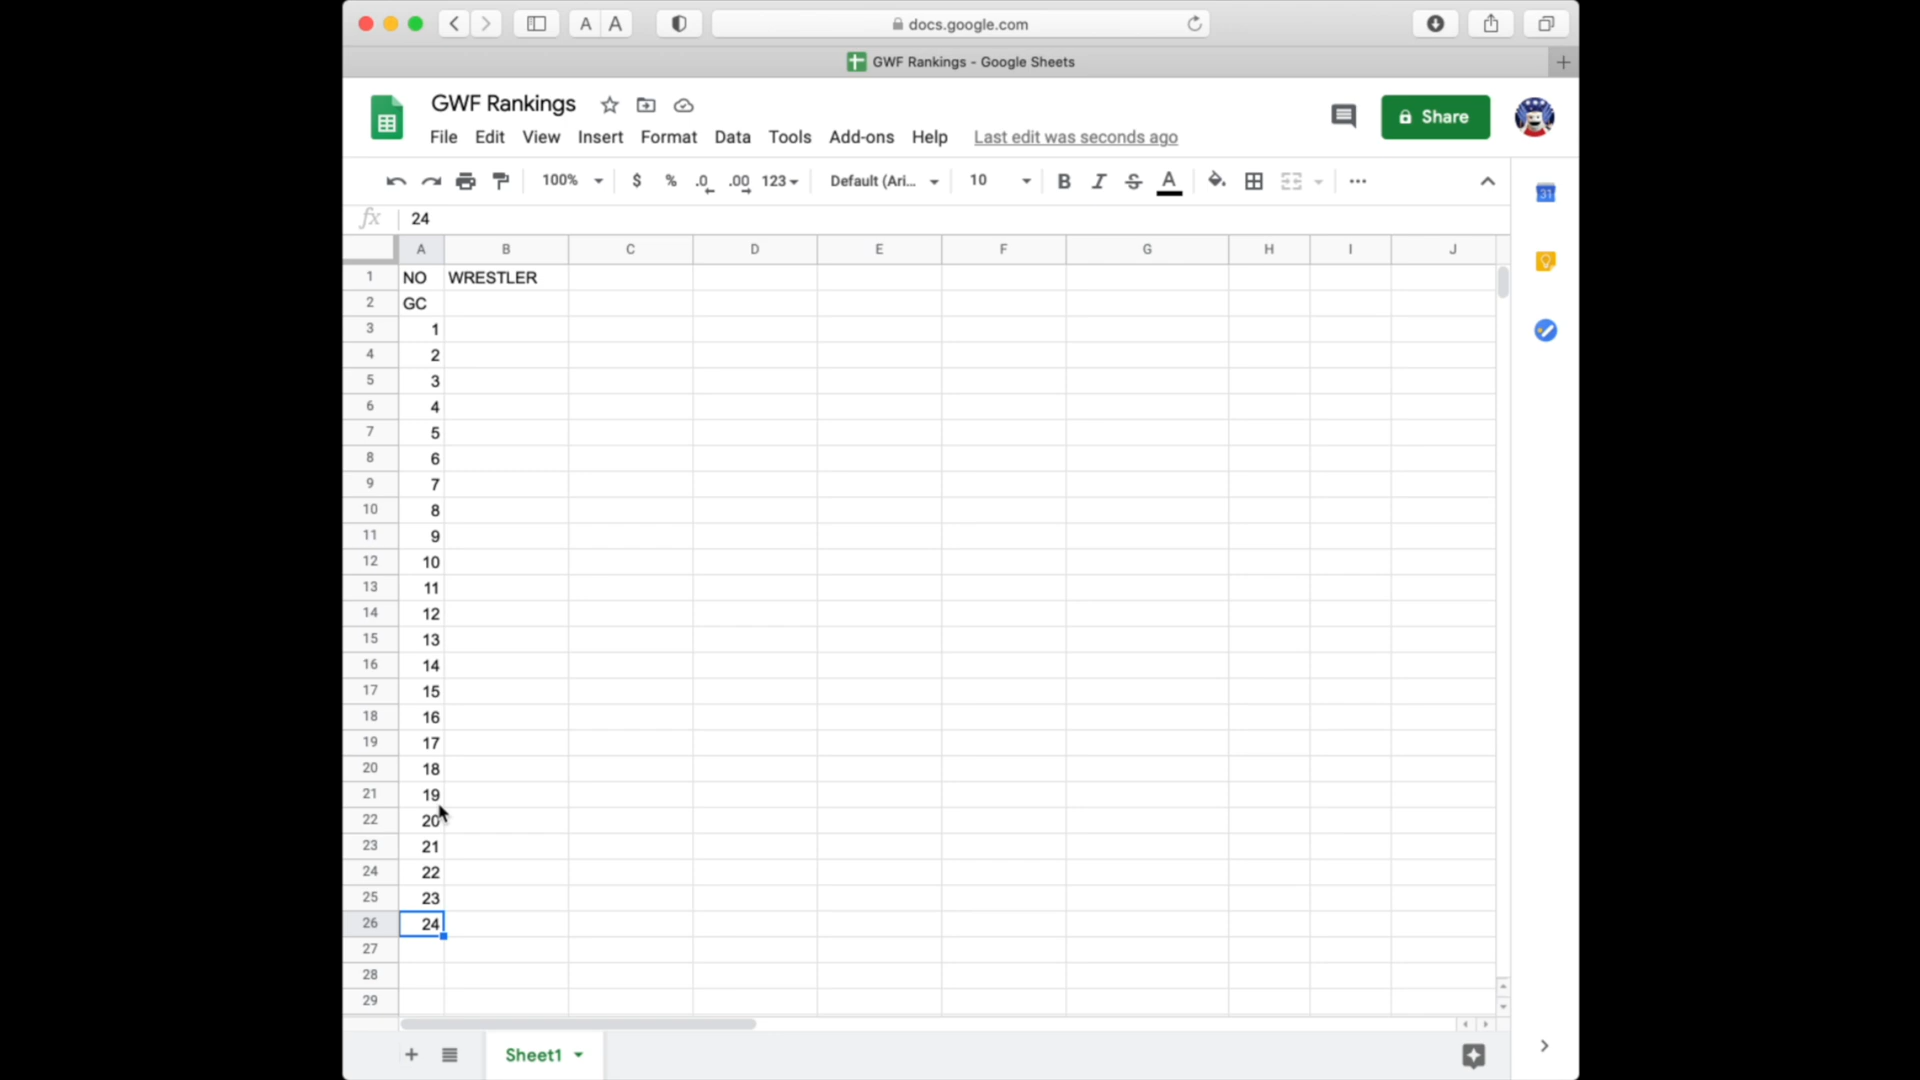 A A docs.google.com
GWF Rankings - Google Sheets
GWF Rankings
Share
File Edit View Insert Format Data Tools Add-ons Help Last edit was seconds ago
100% $ % .0 .00 123 Default (Ari... 10 B I S A
31
fx 24
A B C D E F G H I J
1 NO WRESTLER
2 GC
3 1
4 2
5 3
6 4
7 5
8 6
9 7
10 8
11 9
12 10
13 11
14 12
15 13
16 14
17 15
18 16
19 17
20 18
21 19
22 20
23 21
24 22
25 23
26 24
27
28
29
Sheet1